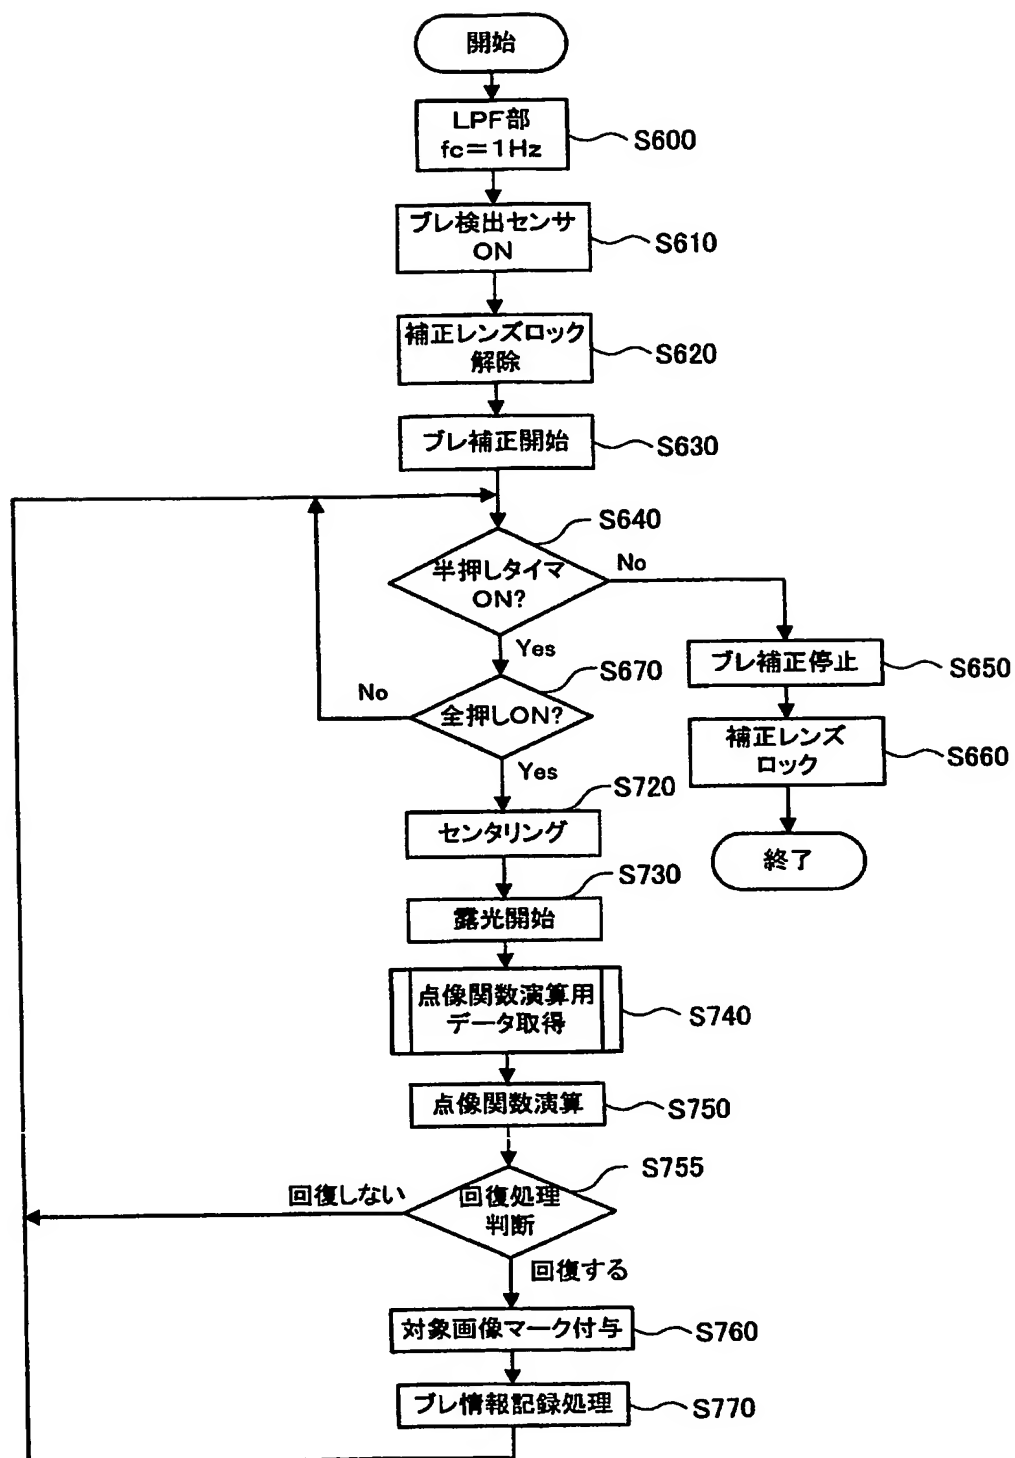 開始
LPF部
fc=1Hz
S600
ブレ検出センサ
ON
S610
補正レンズロック
解除
S620
ブレ補正開始
S630
S640
半押しタイマ
ON?
No
Yes
ブレ補正停止
S650
補正レンズ
ロック
S660
終了
S670
全押しON?
No
Yes
S720
センタリング
S730
露光開始
点像関数演算用
データ取得
S740
点像関数演算
S750
S755
回復処理
判断
回復しない
回復する
対象画像マーク付与
S760
ブレ情報記録処理
S770